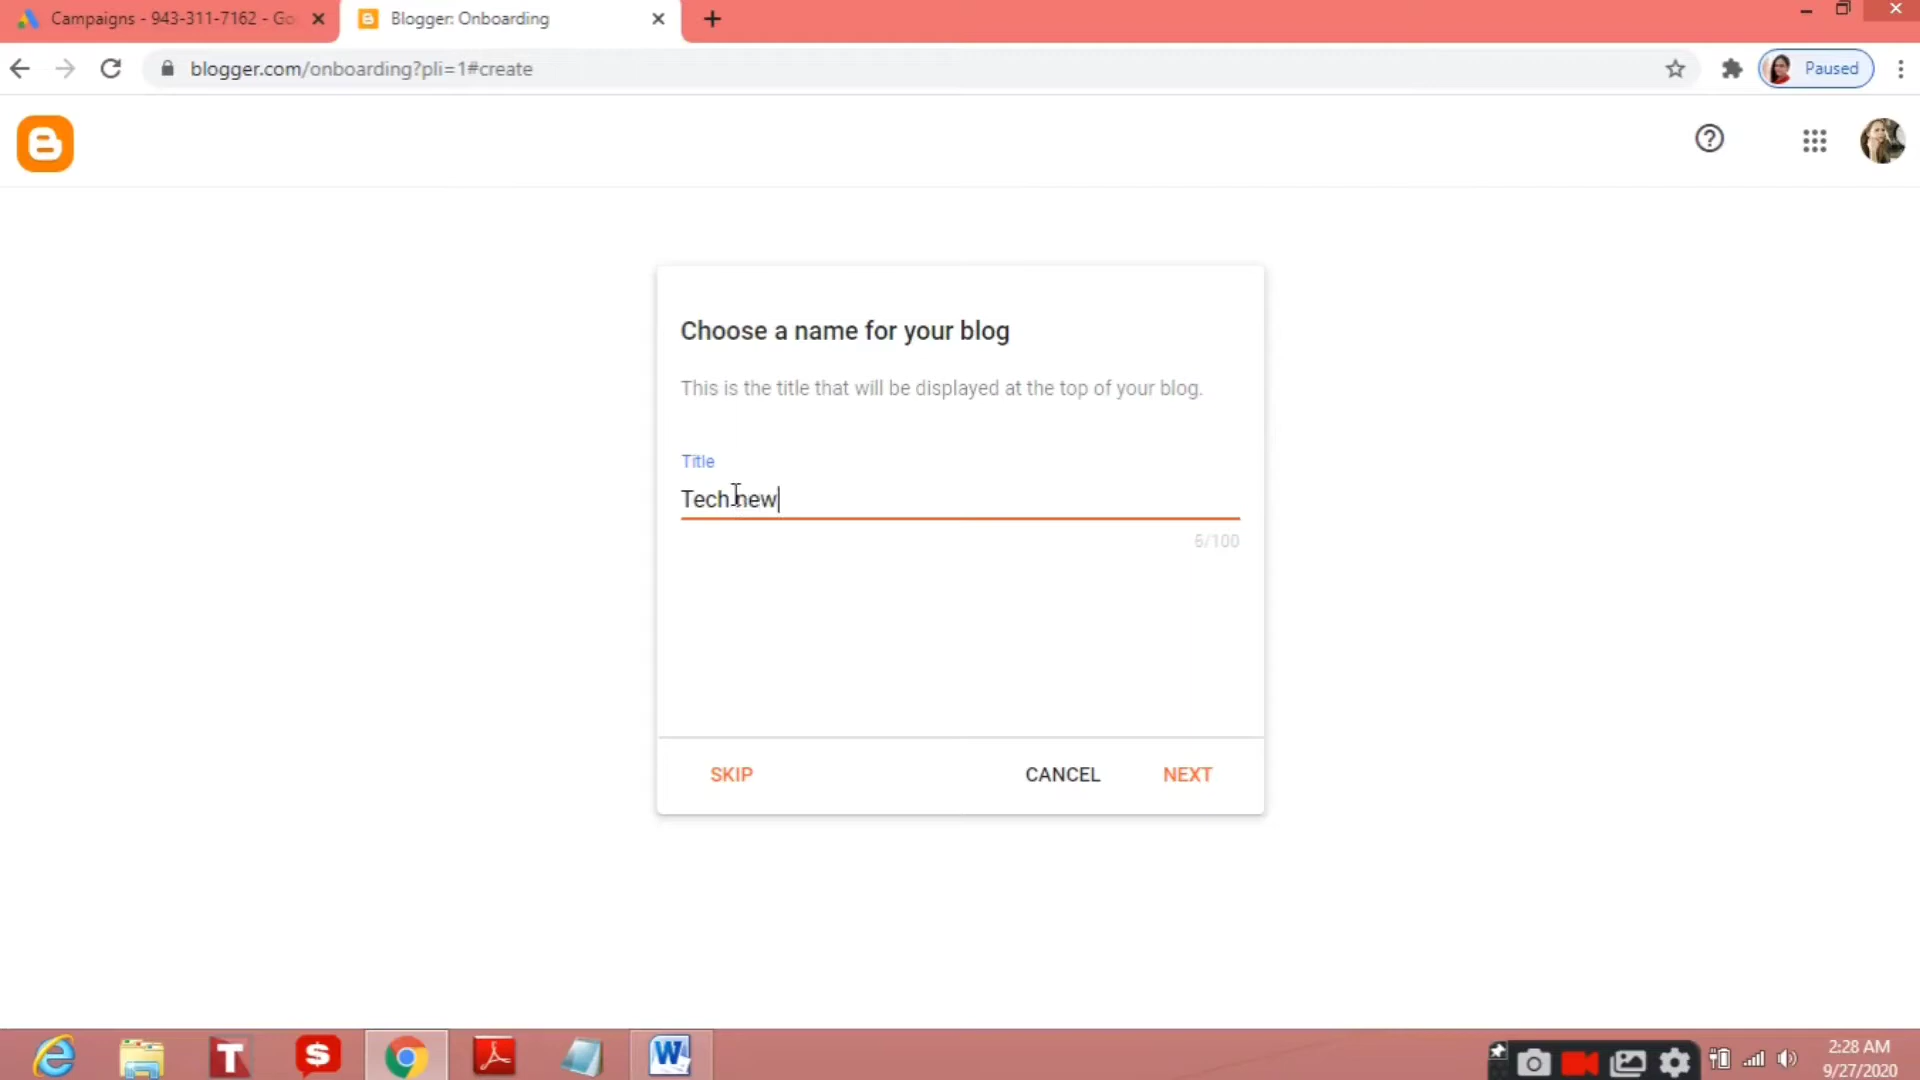 Campaigns - 943-311-7162 - Go
Blogger: Onboarding
blogger.com/onboarding?pli=1#create
Paused
Choose a name for your blog
This is the title that will be displayed at the top of your blog.
Title
Tech new
/100
SKIP
CANCEL
NEXT
2:28 AM
9/27/2020